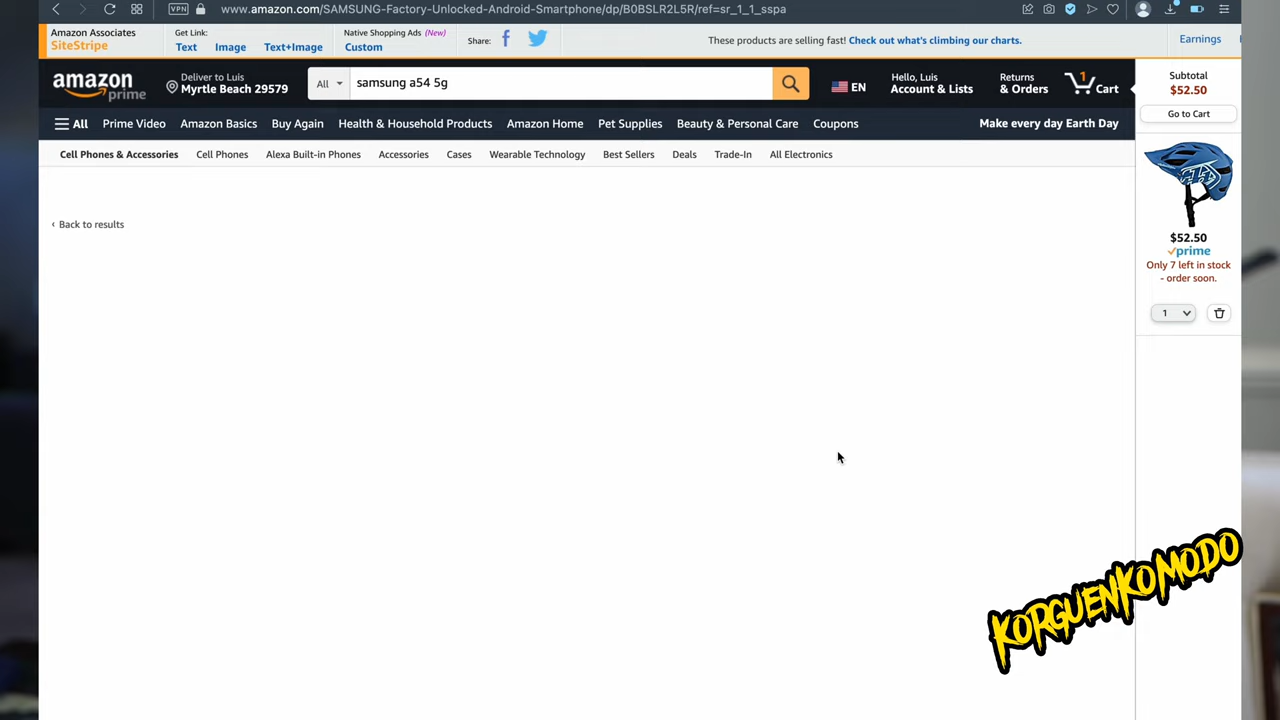 VPN
www.amazon.com/SAMSUNG-Factory-Unlocked-Android-Smartphone/dp/B0BSLR2L5R/ref=sr_1_1_sspa
Amazon Associates
SiteStripe
Get Link:
Text Image Text+Image
Native Shopping Ads (New)
Custom
Share:
These products are selling fast! Check out what's climbing our charts.
Earnings
amazon
prime
Deliver to Luis
Myrtle Beach 29579
All
samsung a54 5g
EN
Hello, Luis
Account & Lists
Returns
& Orders
1
Cart
Subtotal
$52.50
Go to Cart
All Prime Video Amazon Basics Buy Again Health & Household Products Amazon Home Pet Supplies Beauty & Personal Care Coupons
Make every day Earth Day
Cell Phones & Accessories Cell Phones Alexa Built-in Phones Accessories Cases Wearable Technology Best Sellers Deals Trade-In All Electronics
‹ Back to results
$52.50
prime
Only 7 left in stock
- order soon.
1
KORGUENKOMODO